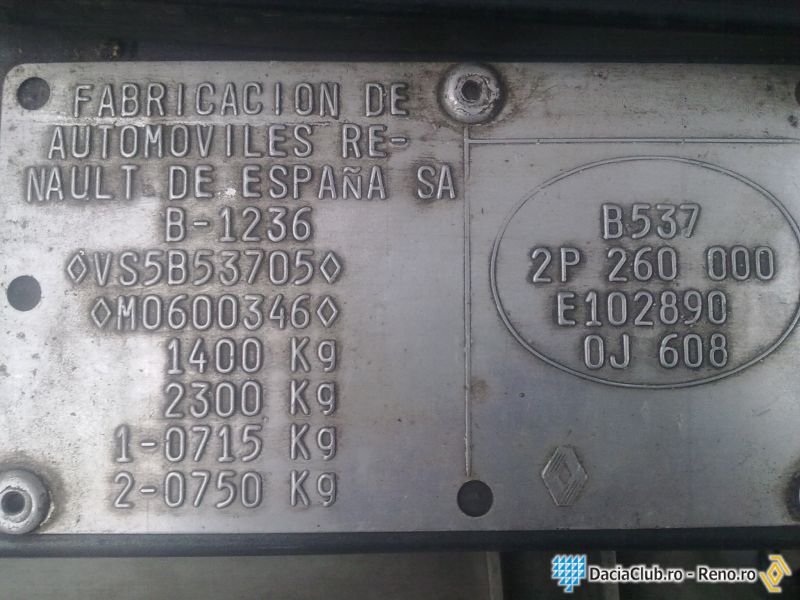 FABRICACION DE
AUTOMOVILES RE-
NAULT DE ESPAÑA SA
B-1236
◊VS5B53705◊
◊M0600346◊
1400 Kg
2300 Kg
1-0715 Kg
2-0750 Kg
B537
2P 260 000
E102890
0J 608
DaciaClub.ro - Reno.ro